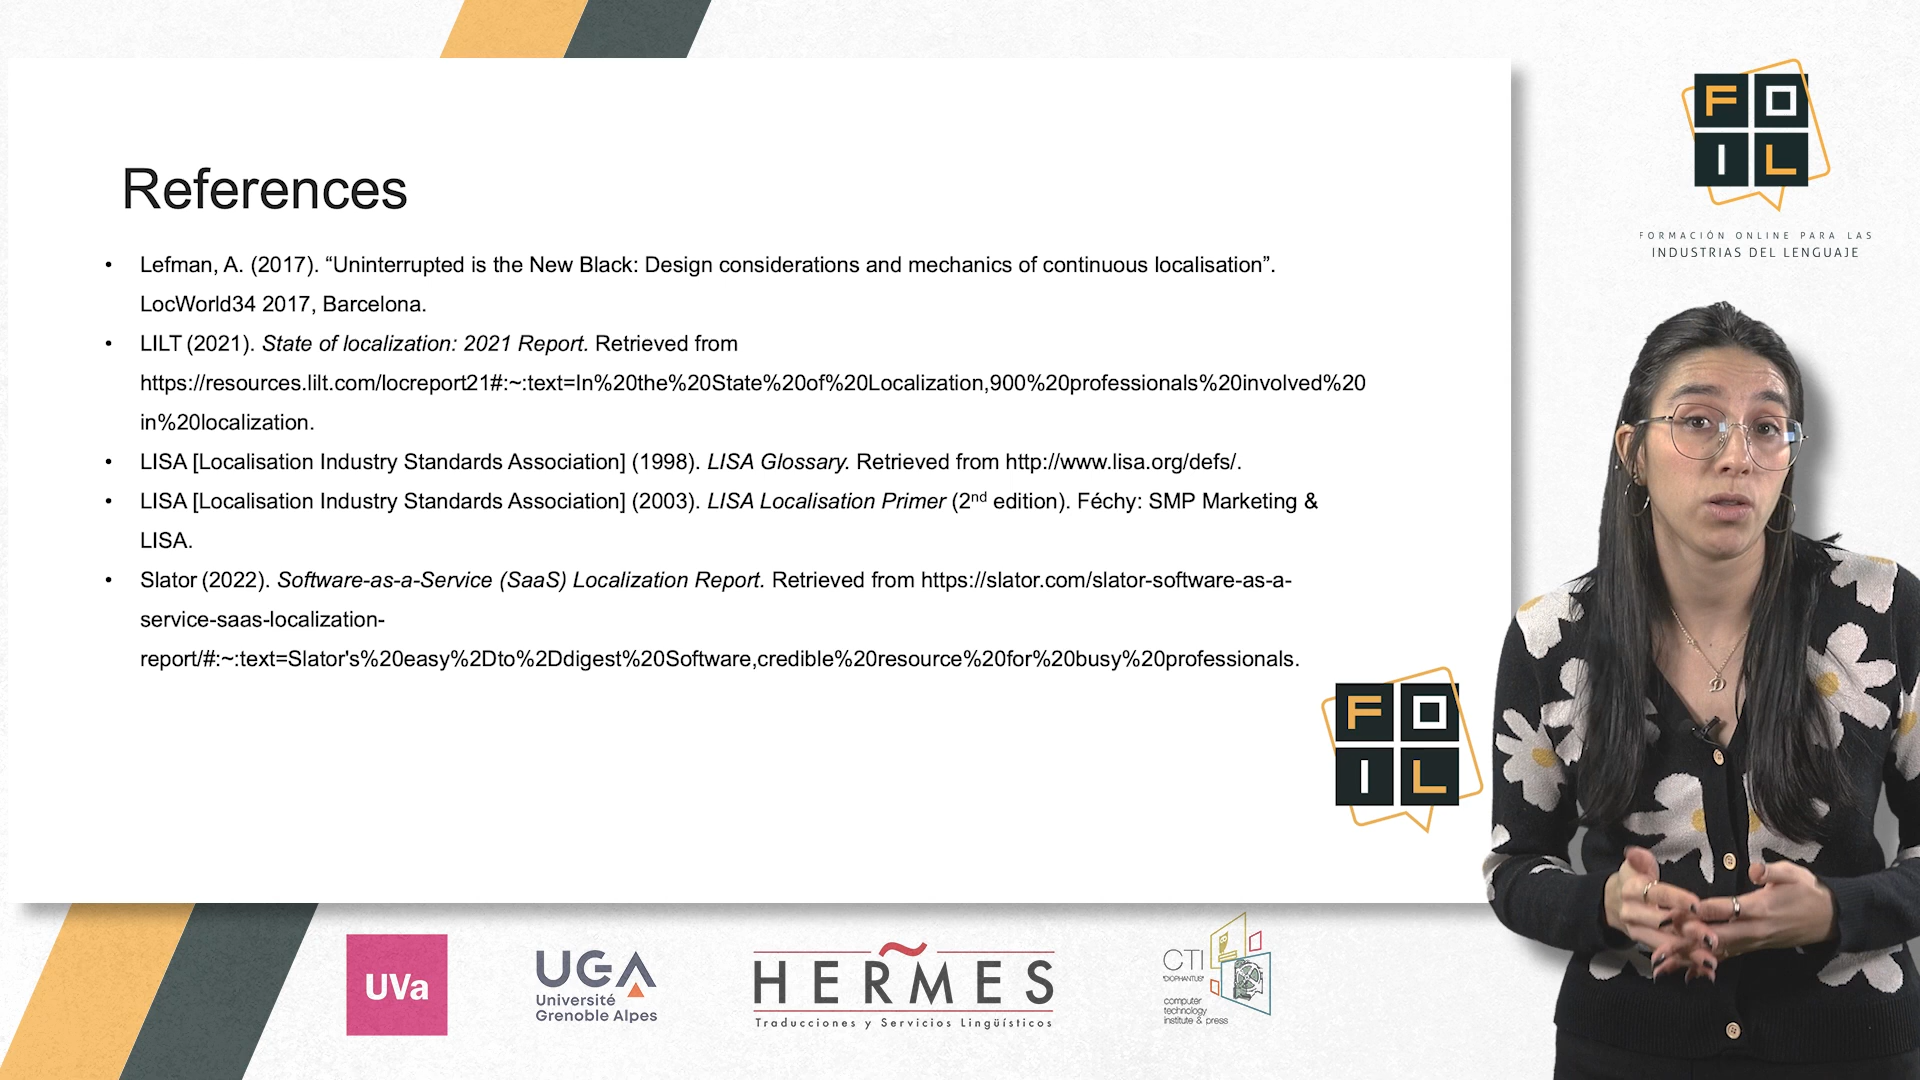 References
• Lefman, A. (2017). “Uninterrupted is the New Black: Design considerations and mechanics of continuous localisation”.
LocWorld34 2017, Barcelona.
• LILT (2021). State of localization: 2021 Report. Retrieved from
https://resources.lilt.com/locreport21#:~:text=In%20the%20State%20of%20Localization,900%20professionals%20involved%20
in%20localization.
• LISA [Localisation Industry Standards Association] (1998). LISA Glossary. Retrieved from http://www.lisa.org/defs/.
• LISA [Localisation Industry Standards Association] (2003). LISA Localisation Primer (2nd edition). Féchy: SMP Marketing &
LISA.
• Slator (2022). Software-as-a-Service (SaaS) Localization Report. Retrieved from https://slator.com/slator-software-as-a-
service-saas-localization-
report/#:~:text=Slator's%20easy%2Dto%2Ddigest%20Software,credible%20resource%20for%20busy%20professionals.
FO
IL
FORMACIÓN ONLINE PARA LAS
INDUSTRIAS DEL LENGUAJE
FO
IL
UVa
UGA
Université
Grenoble Alpes
HERMES
Traducciones y Servicios Lingüísticos
CTI
"DIOPHANTUS"
computer
technology
institute & press